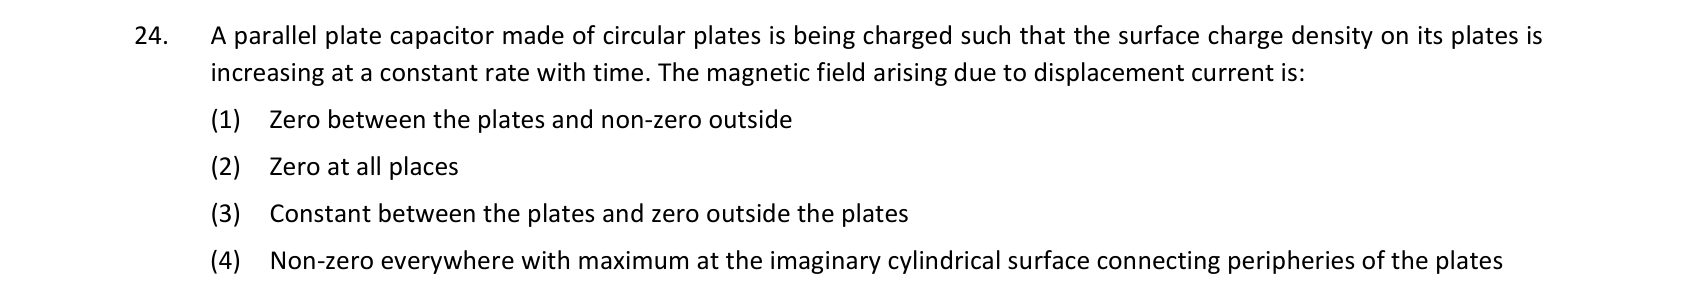 24. A parallel plate capacitor made of circular plates is being charged such that the surface charge density on its plates is
increasing at a constant rate with time. The magnetic field arising due to displacement current is:
(1) Zero between the plates and non-zero outside
(2) Zero at all places
(3) Constant between the plates and zero outside the plates
(4) Non-zero everywhere with maximum at the imaginary cylindrical surface connecting peripheries of the plates